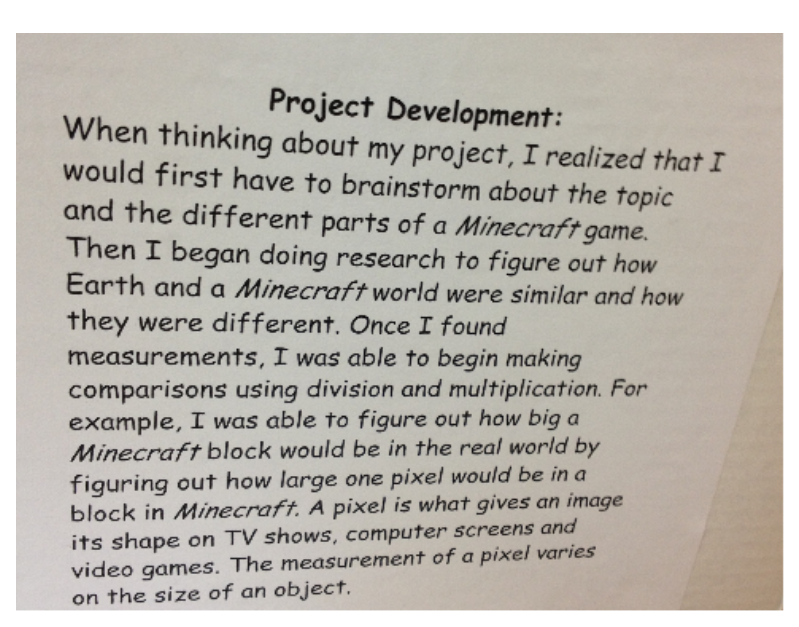 Project Development:
When thinking about my project, I realized that I
would first have to brainstorm about the topic
and the different parts of a Minecraft game.
Then I began doing research to figure out how
Earth and a Minecraft world were similar and how
they were different. Once I found
measurements, I was able to begin making
comparisons using division and multiplication. For
example, I was able to figure out how big a
Minecraft block would be in the real world by
figuring out how large one pixel would be in a
block in Minecraft. A pixel is what gives an image
its shape on TV shows, computer screens and
video games. The measurement of a pixel varies
on the size of an object.